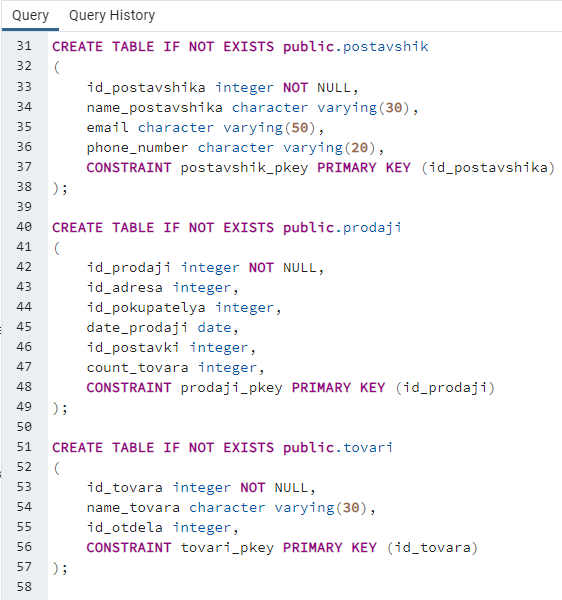 Query Query History
31 CREATE TABLE IF NOT EXISTS public.postavshik
32 (
33 id_postavshika integer NOT NULL,
34 name_postavshika character varying(30),
35 email character varying(50),
36 phone_number character varying(20),
37 CONSTRAINT postavshik_pkey PRIMARY KEY (id_postavshika)
38 );
39
40 CREATE TABLE IF NOT EXISTS public.prodaji
41 (
42 id_prodaji integer NOT NULL,
43 id_adresa integer,
44 id_pokupatelya integer,
45 date_prodaji date,
46 id_postavki integer,
47 count_tovara integer,
48 CONSTRAINT prodaji_pkey PRIMARY KEY (id_prodaji)
49 );
50
51 CREATE TABLE IF NOT EXISTS public.tovari
52 (
53 id_tovara integer NOT NULL,
54 name_tovara character varying(30),
55 id_otdela integer,
56 CONSTRAINT tovari_pkey PRIMARY KEY (id_tovara)
57 );
58